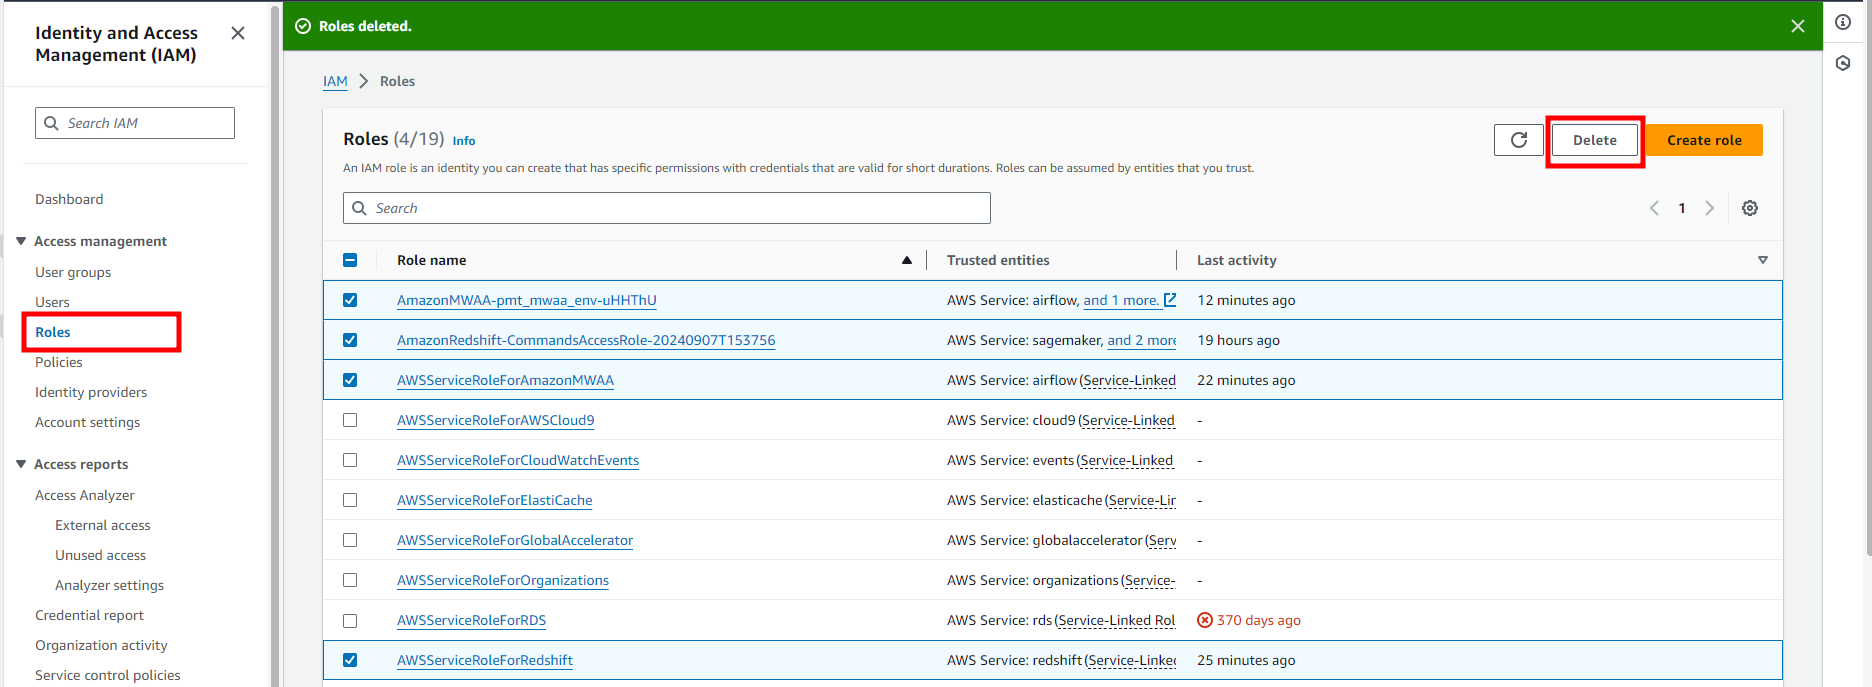 Identity and Access
Management (IAM)
Search IAM
Dashboard
Access management
User groups
Users
Roles
Policies
Identity providers
Account settings
Access reports
Access Analyzer
External access
Unused access
Analyzer settings
Credential report
Organization activity
Service control policies
Roles deleted.
IAM Roles
Roles (4/19) Info
Delete
Create role
An IAM role is an identity you can create that has specific permissions with credentials that are valid for short durations. Roles can be assumed by entities that you trust.
Search
1
Role name Trusted entities Last activity
AmazonMWAA-pmt_mwaa_env-uHHThU AWS Service: airflow, and 1 more. 12 minutes ago
AmazonRedshift-CommandsAccessRole-20240907T153756 AWS Service: sagemaker, and 2 more 19 hours ago
AWSServiceRoleForAmazonMWAA AWS Service: airflow (Service-Linked 22 minutes ago
AWSServiceRoleForAWSCloud9 AWS Service: cloud9 (Service-Linked -
AWSServiceRoleForCloudWatchEvents AWS Service: events (Service-Linked -
AWSServiceRoleForElastiCache AWS Service: elasticache (Service-Lin -
AWSServiceRoleForGlobalAccelerator AWS Service: globalaccelerator (Serv -
AWSServiceRoleForOrganizations AWS Service: organizations (Service- -
AWSServiceRoleForRDS AWS Service: rds (Service-Linked Rol 370 days ago
AWSServiceRoleForRedshift AWS Service: redshift (Service-Linked 25 minutes ago